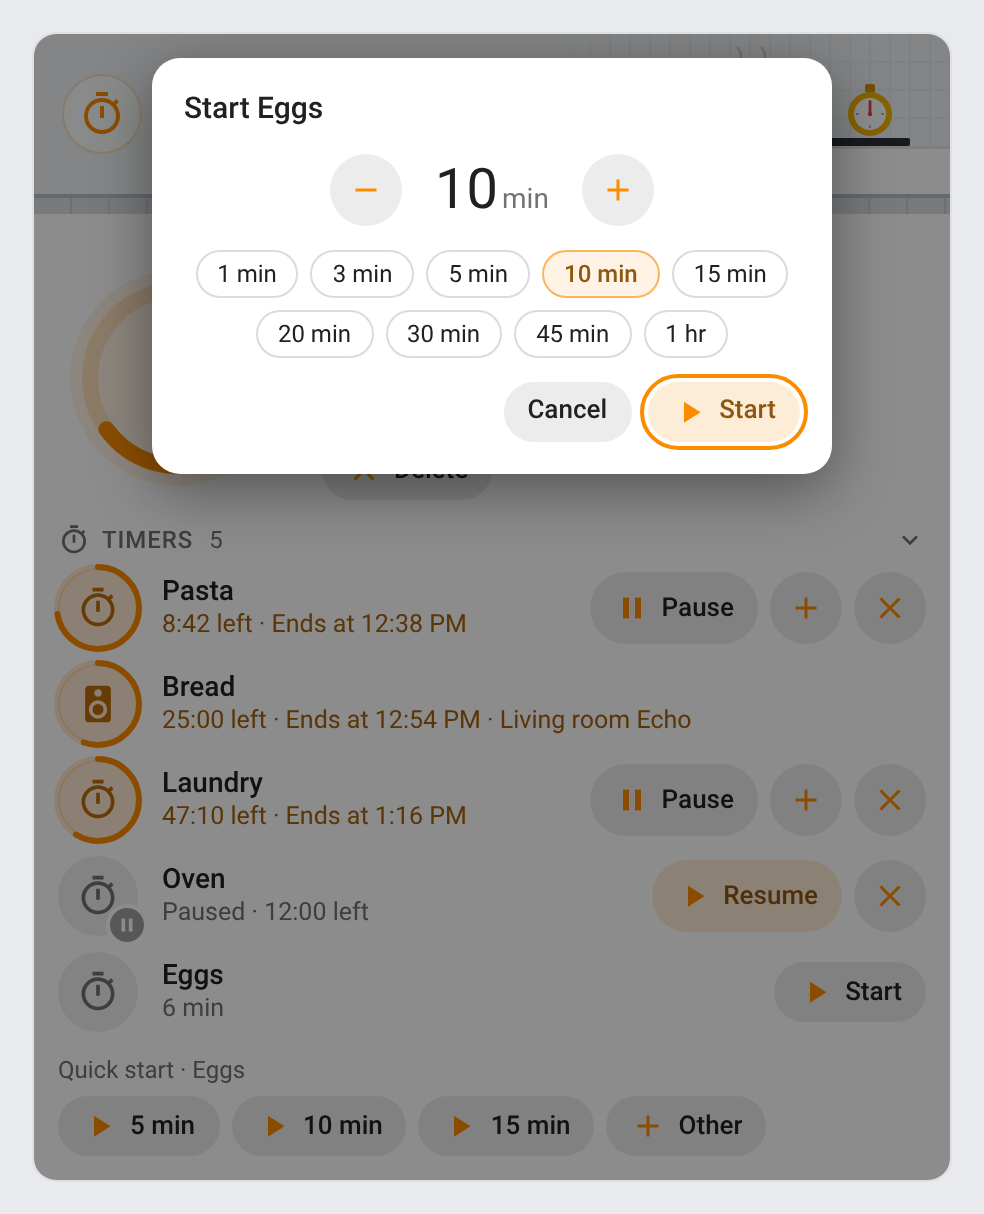 Start Eggs
10 min
1 min 3 min 5 min 10 min 15 min
20 min 30 min 45 min 1 hr
Cancel Start
Delete
TIMERS 5
Pasta
8:42 left · Ends at 12:38 PM
Pause
Bread
25:00 left · Ends at 12:54 PM · Living room Echo
Laundry
47:10 left · Ends at 1:16 PM
Pause
Oven
Paused · 12:00 left
Resume
Eggs
6 min
Start
Quick start · Eggs
5 min 10 min 15 min Other